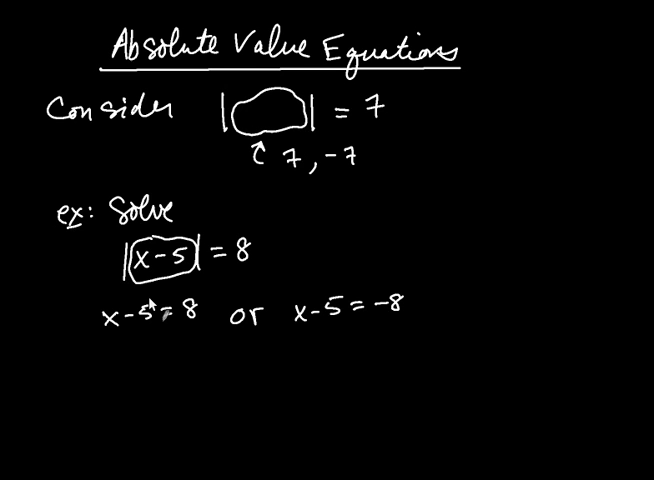 Absolute Value Equations
Consider | | = 7
7, -7
ex: Solve
|x-5| = 8
x-5 = 8 or x-5 = -8